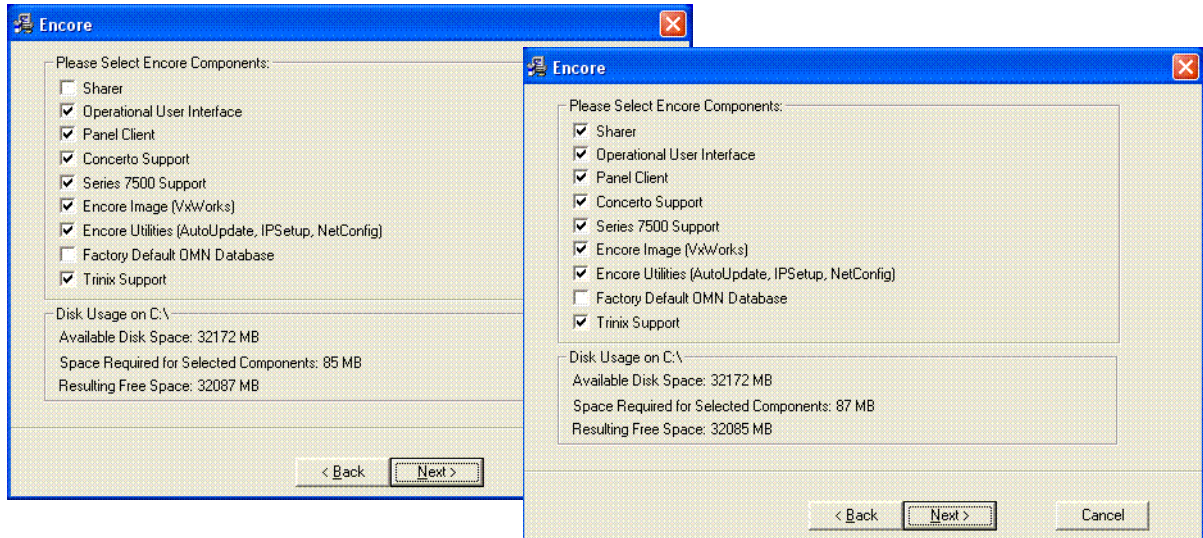 Encore
Please Select Encore Components:
Sharer
Operational User Interface
Panel Client
Concerto Support
Series 7500 Support
Encore Image (VxWorks)
Encore Utilities (AutoUpdate, IPSetup, NetConfig)
Factory Default OMN Database
Trinix Support
Disk Usage on C:\
Available Disk Space: 32172 MB
Space Required for Selected Components: 85 MB
Resulting Free Space: 32087 MB
< Back
Next >
Encore
Please Select Encore Components:
Sharer
Operational User Interface
Panel Client
Concerto Support
Series 7500 Support
Encore Image (VxWorks)
Encore Utilities (AutoUpdate, IPSetup, NetConfig)
Factory Default OMN Database
Trinix Support
Disk Usage on C:\
Available Disk Space: 32172 MB
Space Required for Selected Components: 87 MB
Resulting Free Space: 32085 MB
< Back
Next >
Cancel